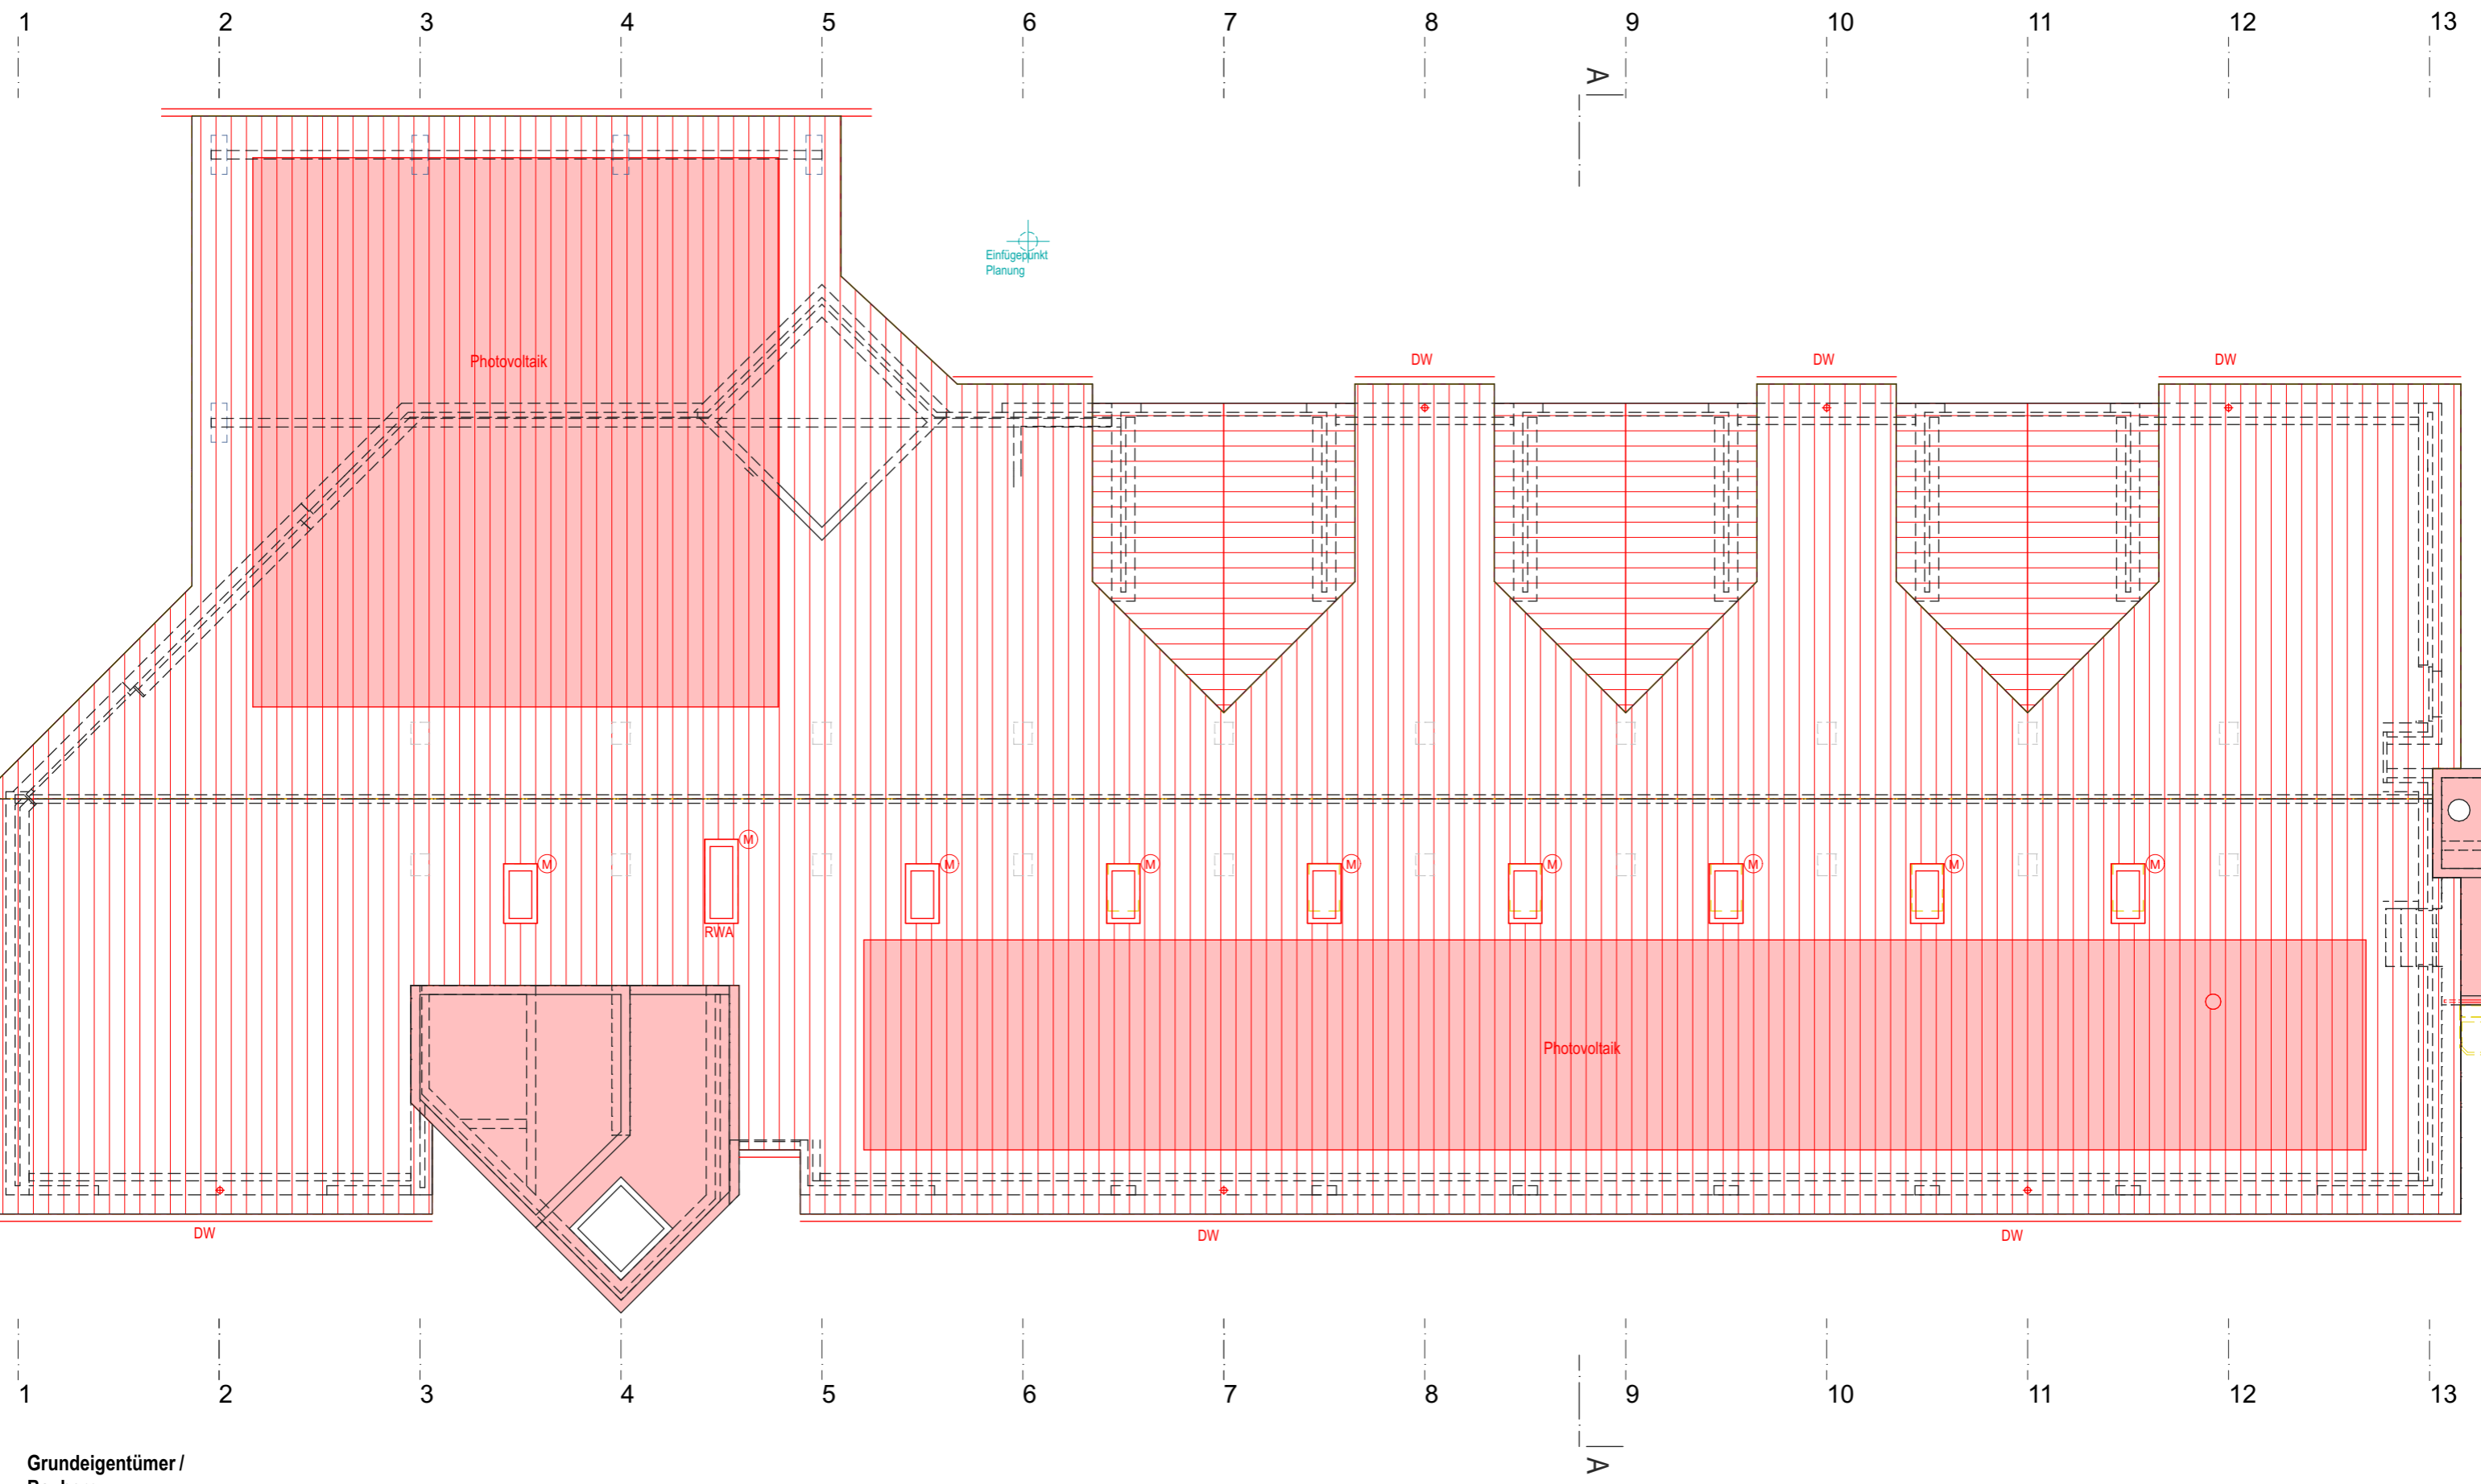 1 2 3 4 5 6 7 8 9 10 11 12 13
A
Einfügepunkt
Planung
Photovoltaik
DW DW DW
M
M M M M M M M M
RWA
Photovoltaik
DW DW DW
1 2 3 4 5 6 7 8 9 10 11 12 13
A
Grundeigentümer /